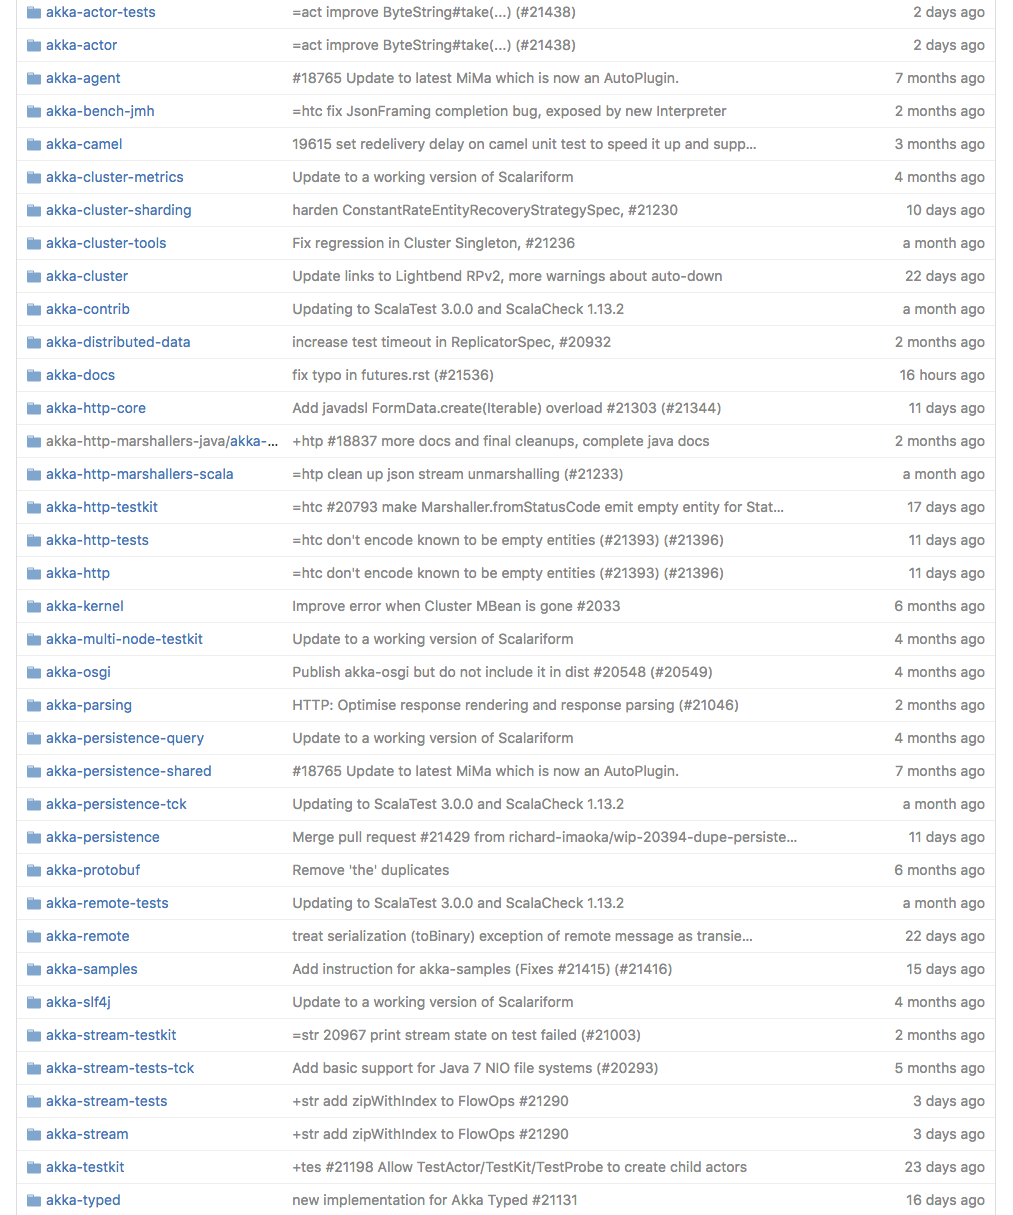 akka-actor-tests =act improve ByteString#take(...) (#21438) 2 days ago
akka-actor =act improve ByteString#take(...) (#21438) 2 days ago
akka-agent #18765 Update to latest MiMa which is now an AutoPlugin. 7 months ago
akka-bench-jmh =htc fix JsonFraming completion bug, exposed by new Interpreter 2 months ago
akka-camel 19615 set redelivery delay on camel unit test to speed it up and supp... 3 months ago
akka-cluster-metrics Update to a working version of Scalariform 4 months ago
akka-cluster-sharding harden ConstantRateEntityRecoveryStrategySpec, #21230 10 days ago
akka-cluster-tools Fix regression in Cluster Singleton, #21236 a month ago
akka-cluster Update links to Lightbend RPv2, more warnings about auto-down 22 days ago
akka-contrib Updating to ScalaTest 3.0.0 and ScalaCheck 1.13.2 a month ago
akka-distributed-data increase test timeout in ReplicatorSpec, #20932 2 months ago
akka-docs fix typo in futures.rst (#21536) 16 hours ago
akka-http-core Add javadsl FormData.create(Iterable) overload #21303 (#21344) 11 days ago
akka-http-marshallers-java/akka-... +htp #18837 more docs and final cleanups, complete java docs 2 months ago
akka-http-marshallers-scala =htp clean up json stream unmarshalling (#21233) a month ago
akka-http-testkit =htc #20793 make Marshaller.fromStatusCode emit empty entity for Stat... 17 days ago
akka-http-tests =htc don't encode known to be empty entities (#21393) (#21396) 11 days ago
akka-http =htc don't encode known to be empty entities (#21393) (#21396) 11 days ago
akka-kernel Improve error when Cluster MBean is gone #2033 6 months ago
akka-multi-node-testkit Update to a working version of Scalariform 4 months ago
akka-osgi Publish akka-osgi but do not include it in dist #20548 (#20549) 4 months ago
akka-parsing HTTP: Optimise response rendering and response parsing (#21046) 2 months ago
akka-persistence-query Update to a working version of Scalariform 4 months ago
akka-persistence-shared #18765 Update to latest MiMa which is now an AutoPlugin. 7 months ago
akka-persistence-tck Updating to ScalaTest 3.0.0 and ScalaCheck 1.13.2 a month ago
akka-persistence Merge pull request #21429 from richard-imaoka/wip-20394-dupe-persiste... 11 days ago
akka-protobuf Remove 'the' duplicates 6 months ago
akka-remote-tests Updating to ScalaTest 3.0.0 and ScalaCheck 1.13.2 a month ago
akka-remote treat serialization (toBinary) exception of remote message as transie... 22 days ago
akka-samples Add instruction for akka-samples (Fixes #21415) (#21416) 15 days ago
akka-slf4j Update to a working version of Scalariform 4 months ago
akka-stream-testkit =str 20967 print stream state on test failed (#21003) 2 months ago
akka-stream-tests-tck Add basic support for Java 7 NIO file systems (#20293) 5 months ago
akka-stream-tests +str add zipWithIndex to FlowOps #21290 3 days ago
akka-stream +str add zipWithIndex to FlowOps #21290 3 days ago
akka-testkit +tes #21198 Allow TestActor/TestKit/TestProbe to create child actors 23 days ago
akka-typed new implementation for Akka Typed #21131 16 days ago